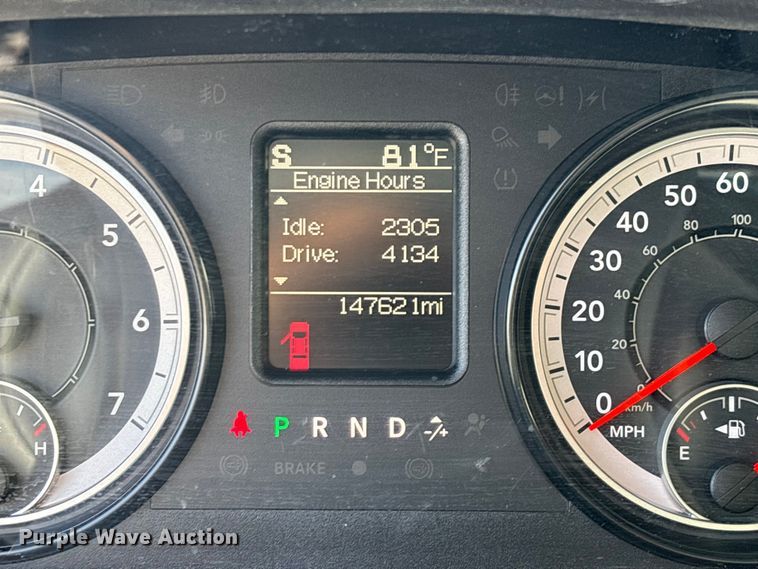 S 81°F
Engine Hours
Idle: 2305
Drive: 4134
147621mi
4
5
6
7
H
P R N D -/+
BRAKE
0
10
20
30
40
50
60
0
20
40
60
80
100
km/h
MPH
E
Purple Wave Auction